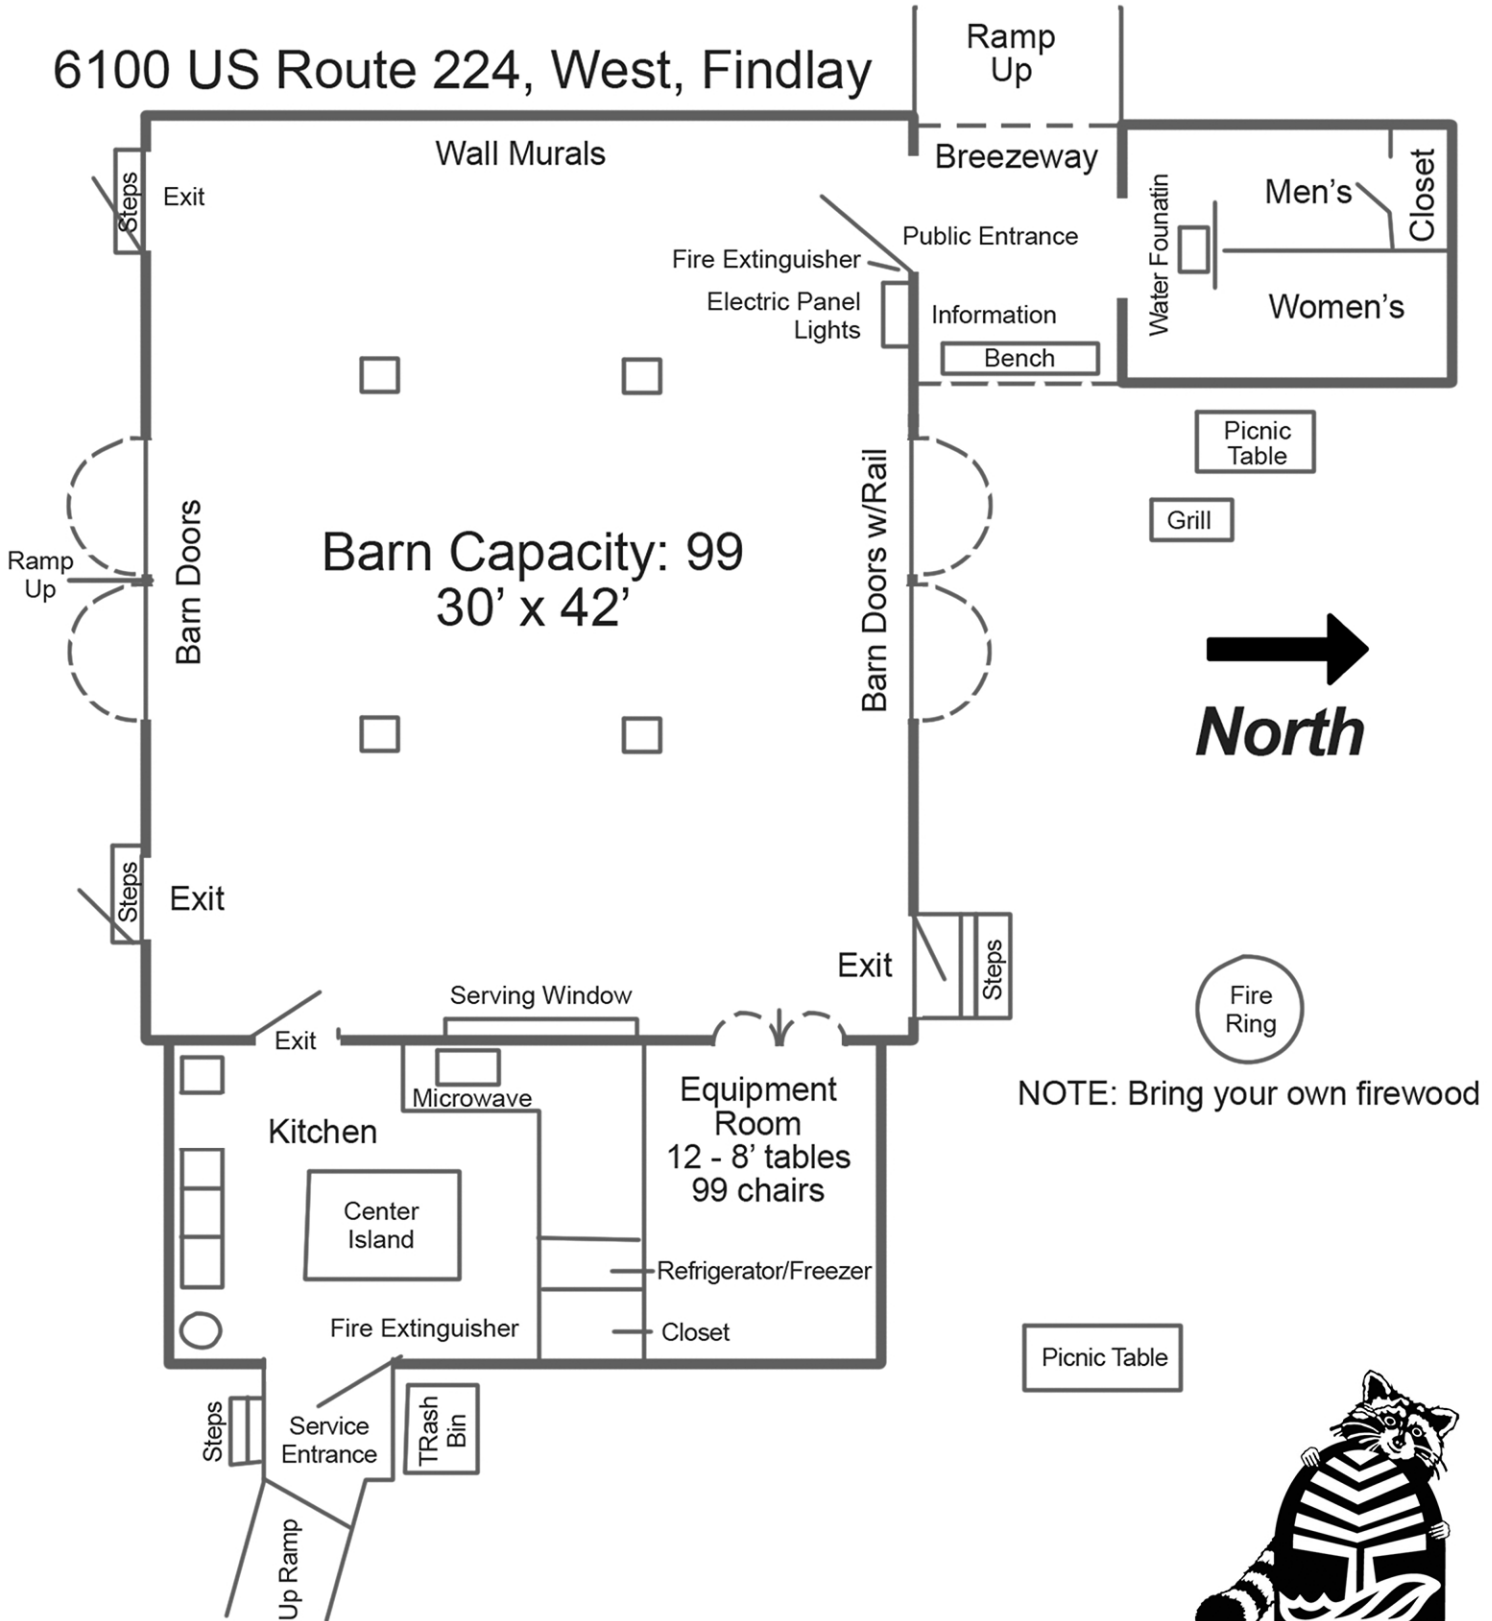 6100 US Route 224, West, Findlay
Ramp
Up
Wall Murals
Breezeway
Steps
Exit
Men’s
Closet
Water Founatin
Public Entrance
Fire Extinguisher
Electric Panel
Lights
Information
Women’s
Bench
Picnic
Table
Grill
Barn Doors
Barn Doors w/Rail
Barn Capacity: 99
30’ x 42’
Ramp
Up
North
Steps
Exit
Exit
Steps
Serving Window
Fire
Ring
Exit
Microwave
Equipment
Room
12 - 8’ tables
99 chairs
NOTE: Bring your own firewood
Kitchen
Center
Island
Refrigerator/Freezer
Fire Extinguisher
Closet
Picnic Table
Steps
Service
Entrance
TRash
Bin
Up Ramp